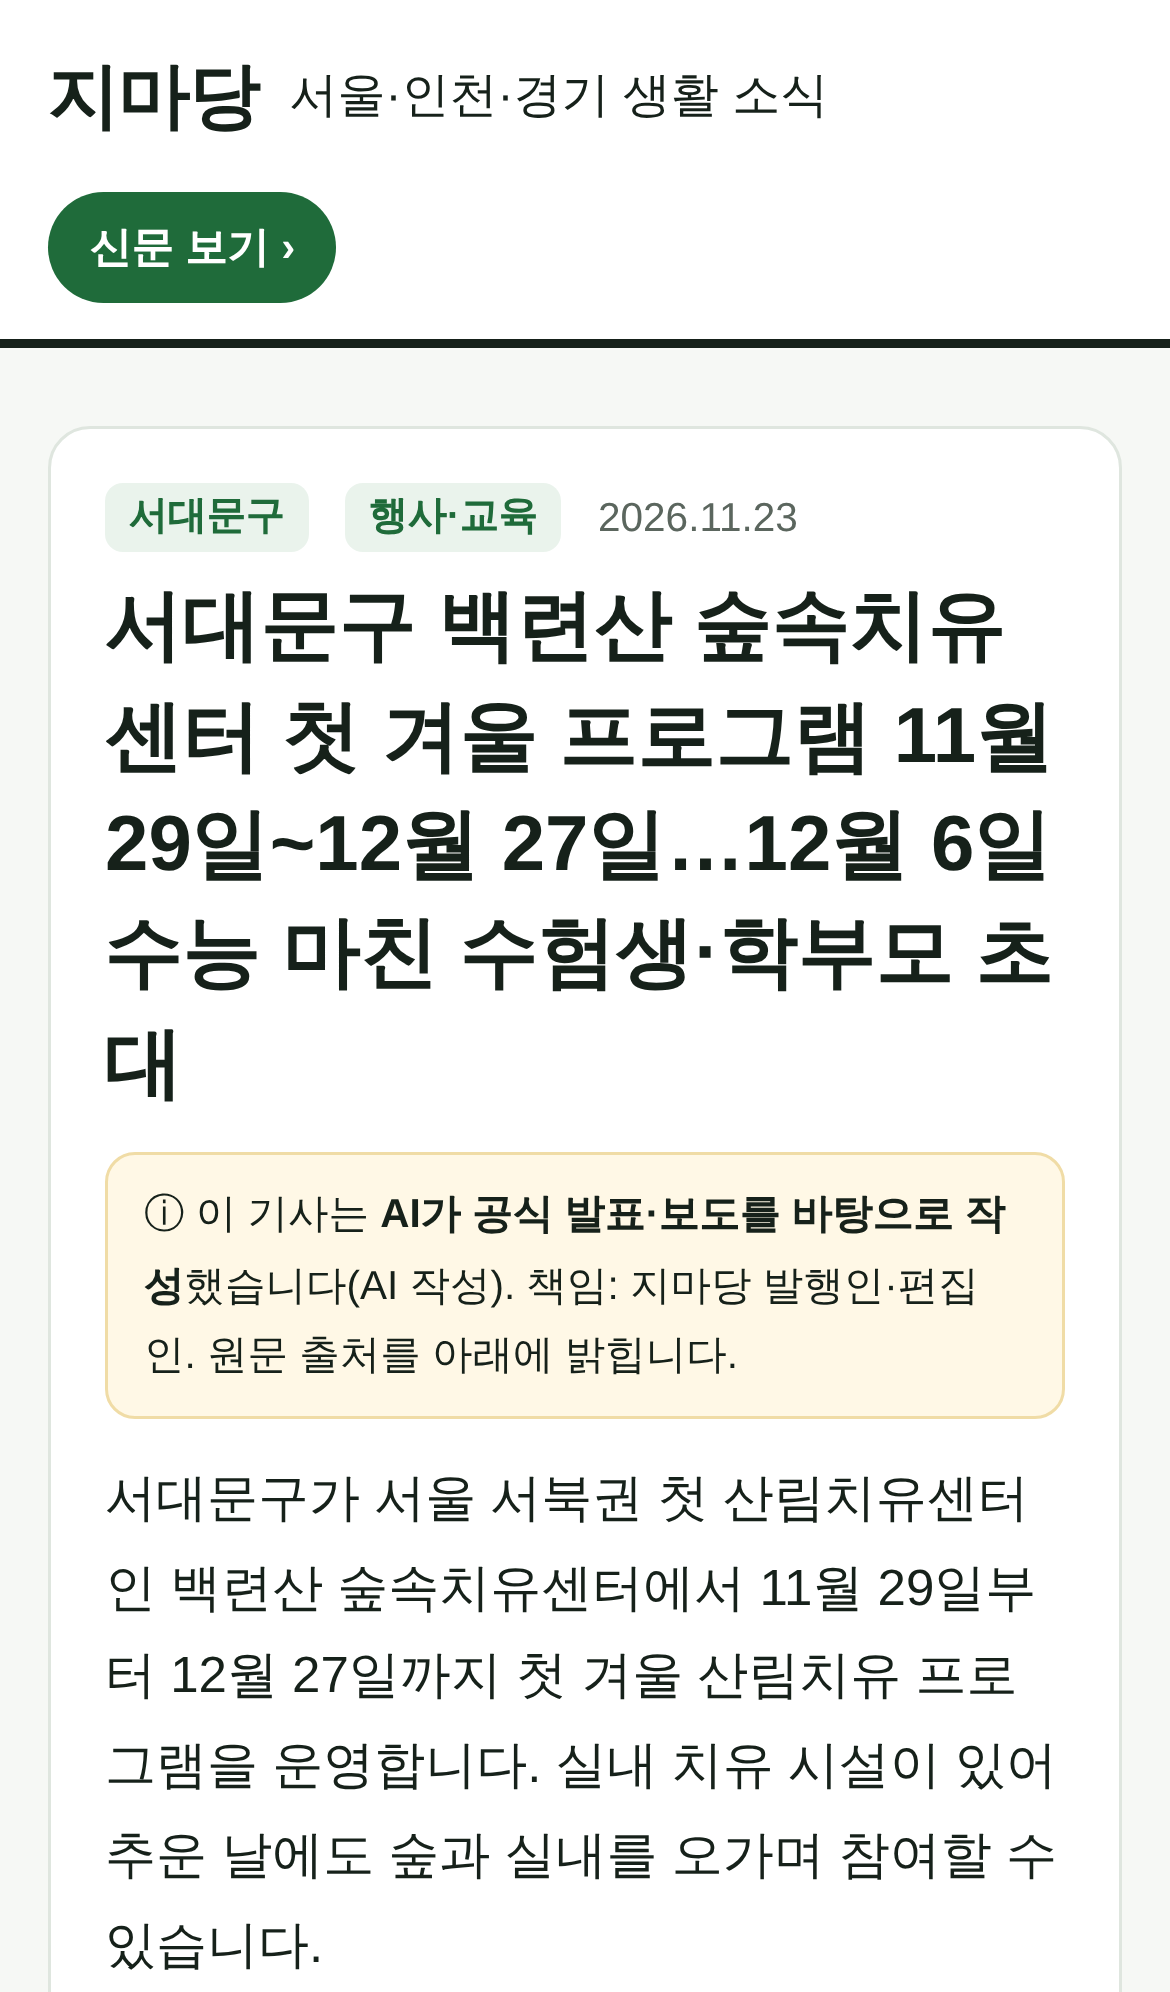 지마당 서울·인천·경기 생활 소식
신문 보기 ›
서대문구 행사·교육 2026.11.23
서대문구 백련산 숲속치유
센터 첫 겨울 프로그램 11월
29일~12월 27일…12월 6일
수능 마친 수험생·학부모 초
대
ⓘ 이 기사는 AI가 공식 발표·보도를 바탕으로 작
성했습니다(AI 작성). 책임: 지마당 발행인·편집
인. 원문 출처를 아래에 밝힙니다.
서대문구가 서울 서북권 첫 산림치유센터
인 백련산 숲속치유센터에서 11월 29일부
터 12월 27일까지 첫 겨울 산림치유 프로
그램을 운영합니다. 실내 치유 시설이 있어
추운 날에도 숲과 실내를 오가며 참여할 수
있습니다.